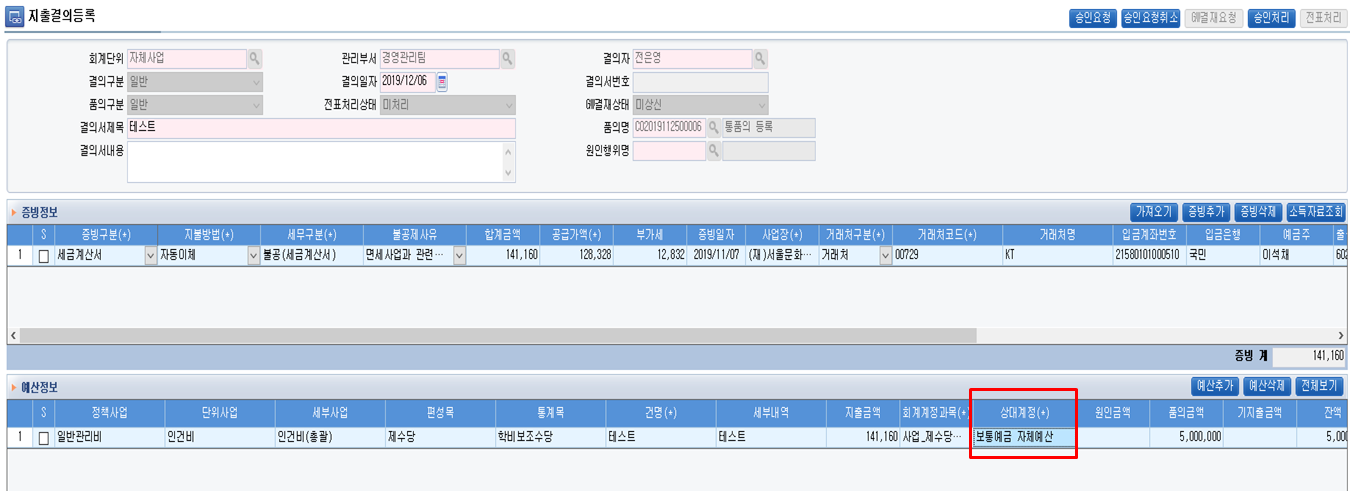 지출결의등록 승인요청 승인요청취소 GW결재요청 승인처리 전표처리
회계단위 자체사업 관리부서 경영관리팀 결의자 전은영
결의구분 일반 결의일자 2019/12/06 결의서번호
품의구분 일반 전표처리상태 미처리 GW결재상태 미상신
결의서제목 테스트 품의명 C02019112500006 통품의 등록
결의서내용 원인행위명
증빙정보 가져오기 증빙추가 증빙삭제 소득자료조회
S 증빙구분(*) 지불방법(*) 세무구분(*) 불공제사유 합계금액 공급가액(*) 부가세 증빙일자 사업장(*) 거래처구분(*) 거래처코드(*) 거래처명 입금계좌번호 입금은행 예금주 출
1 세금계산서 자동이체 불공(세금계산서) 면세사업과 관련… 141,160 128,328 12,832 2019/11/07 (재)서울문화… 거래처 00729 KT 21580101000510 국민 이석채 602
증빙 계 141,160
예산정보 예산추가 예산삭제 전체보기
S 정책사업 단위사업 세부사업 편성목 통계목 건명(*) 세부내역 지출금액 회계계정과목(*) 상대계정(*) 원인금액 품의금액 기지출금액 잔액
1 일반관리비 인건비 인건비(총괄) 제수당 학비보조수당 테스트 테스트 141,160 사업_제수당… 보통예금 자체예산 5,000,000 5,00